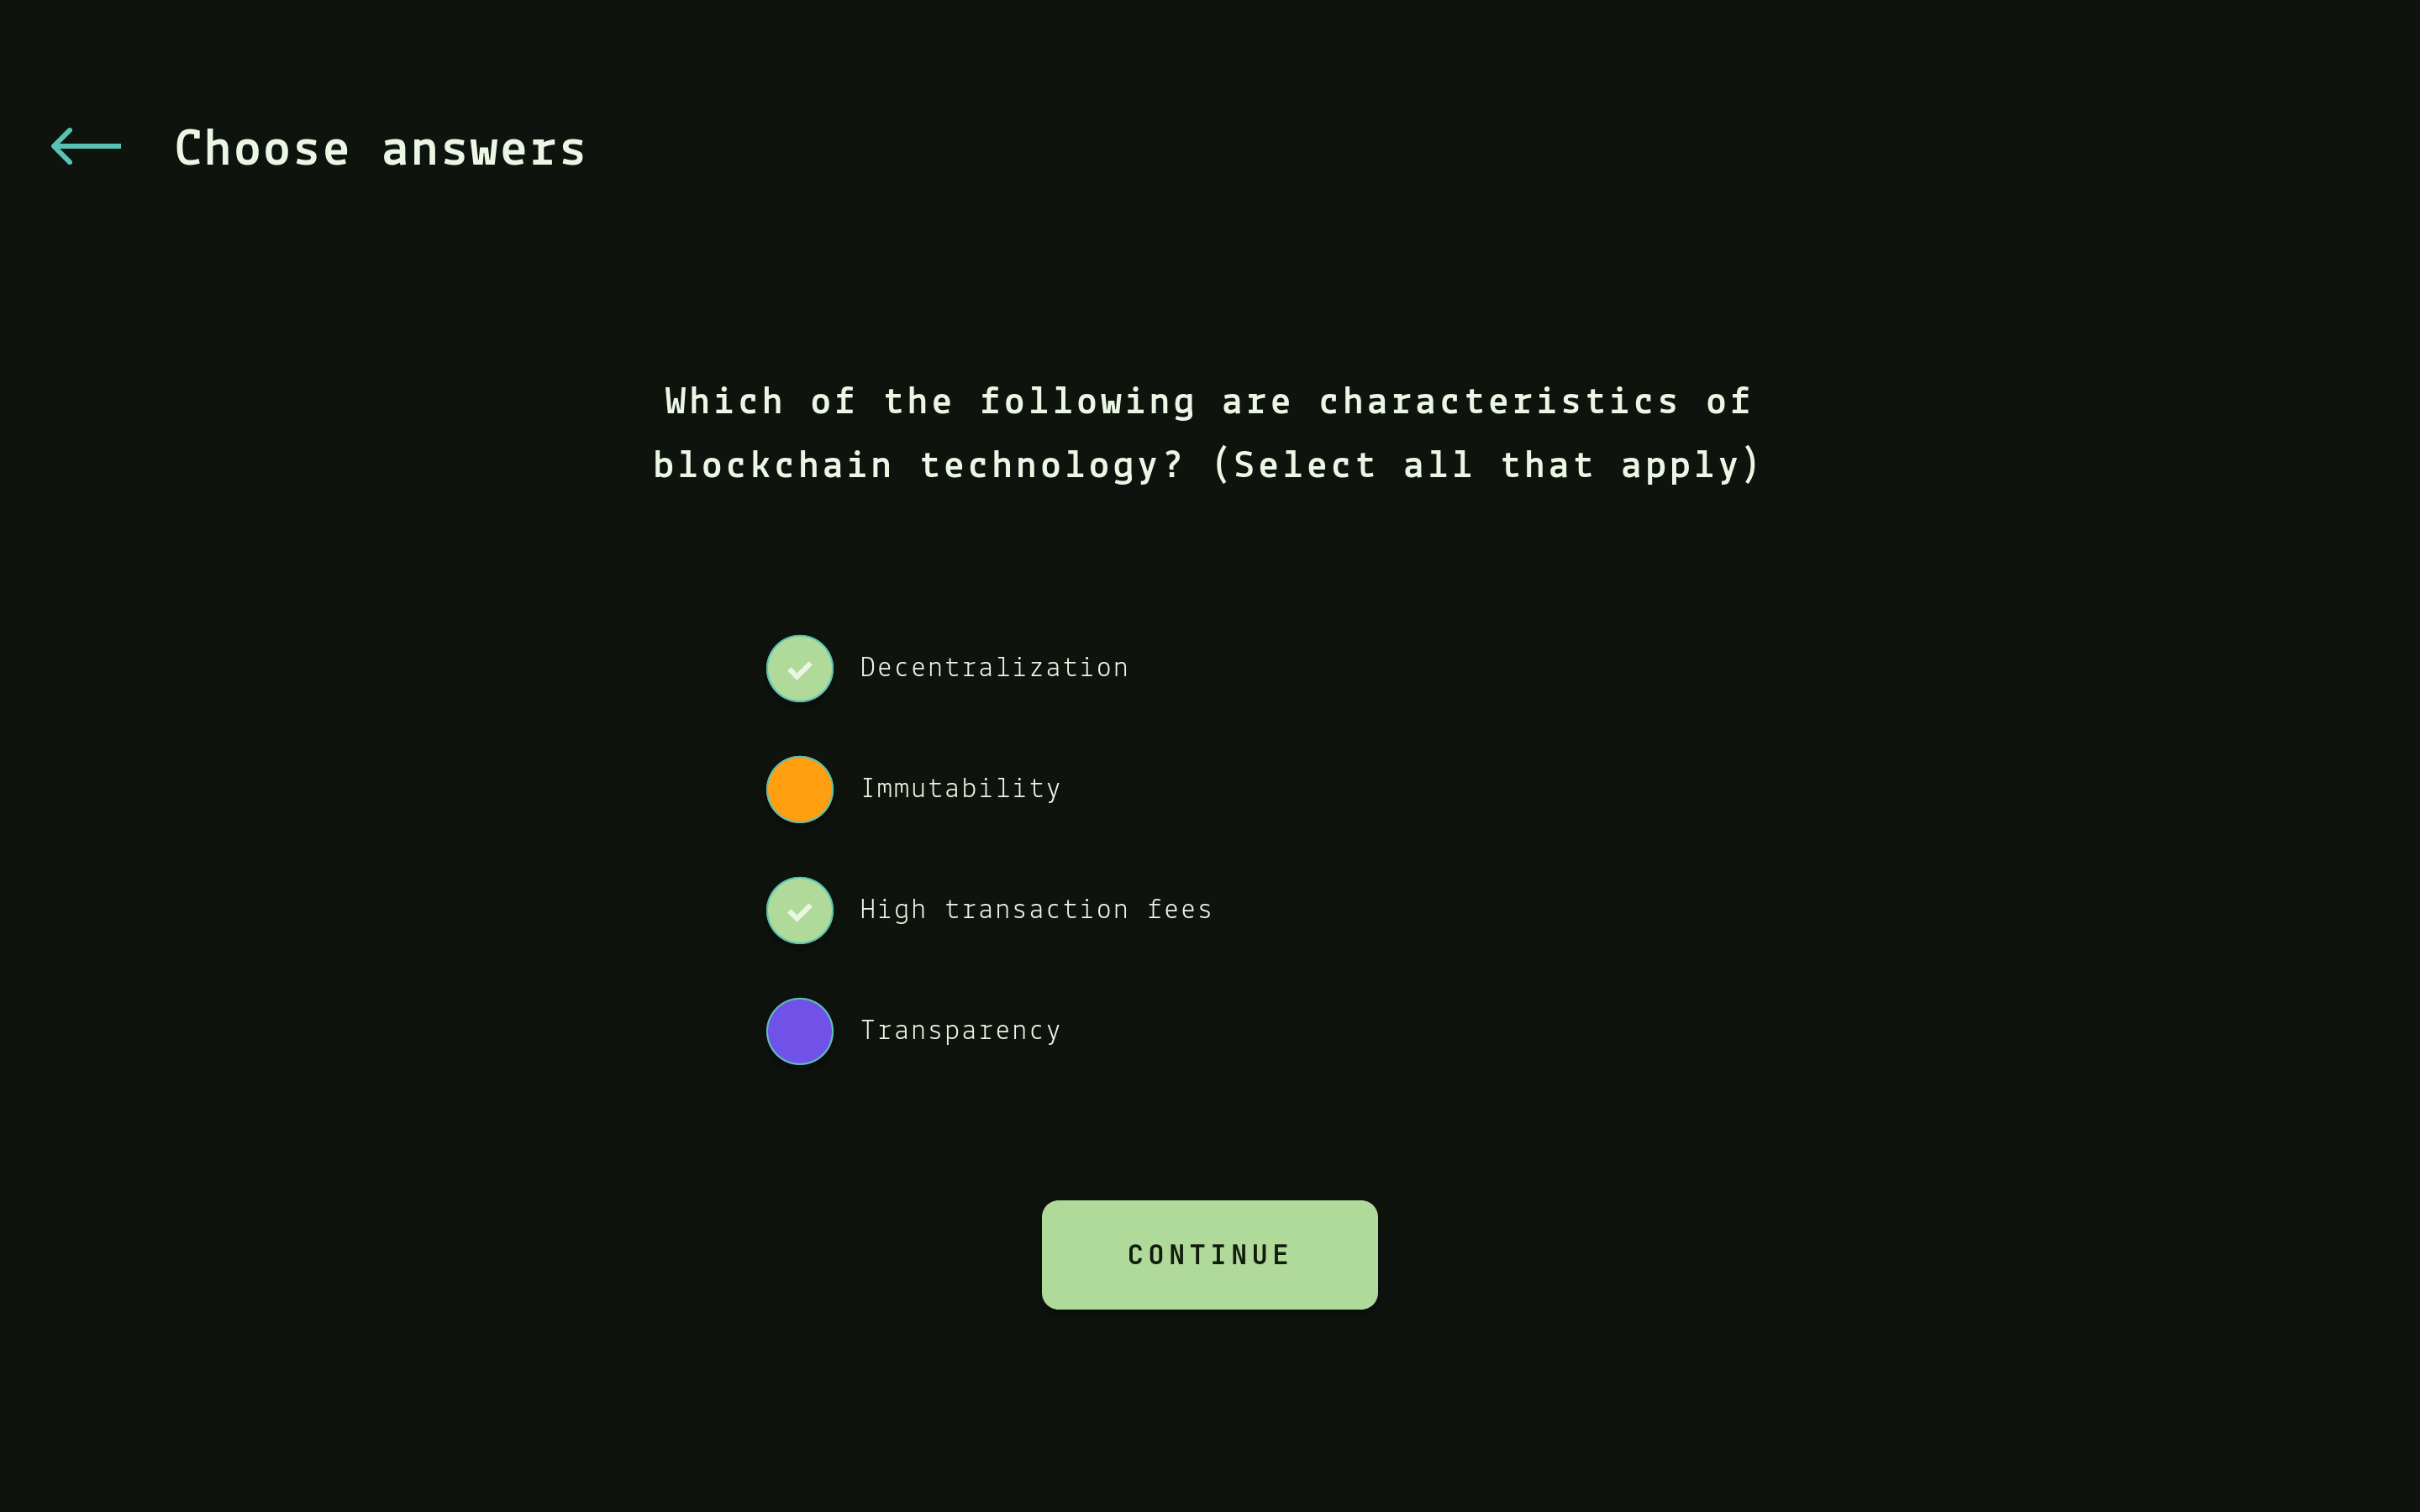 Choose answers
Which of the following are characteristics of
blockchain technology? (Select all that apply)
Decentralization
Immutability
High transaction fees
Transparency
CONTINUE